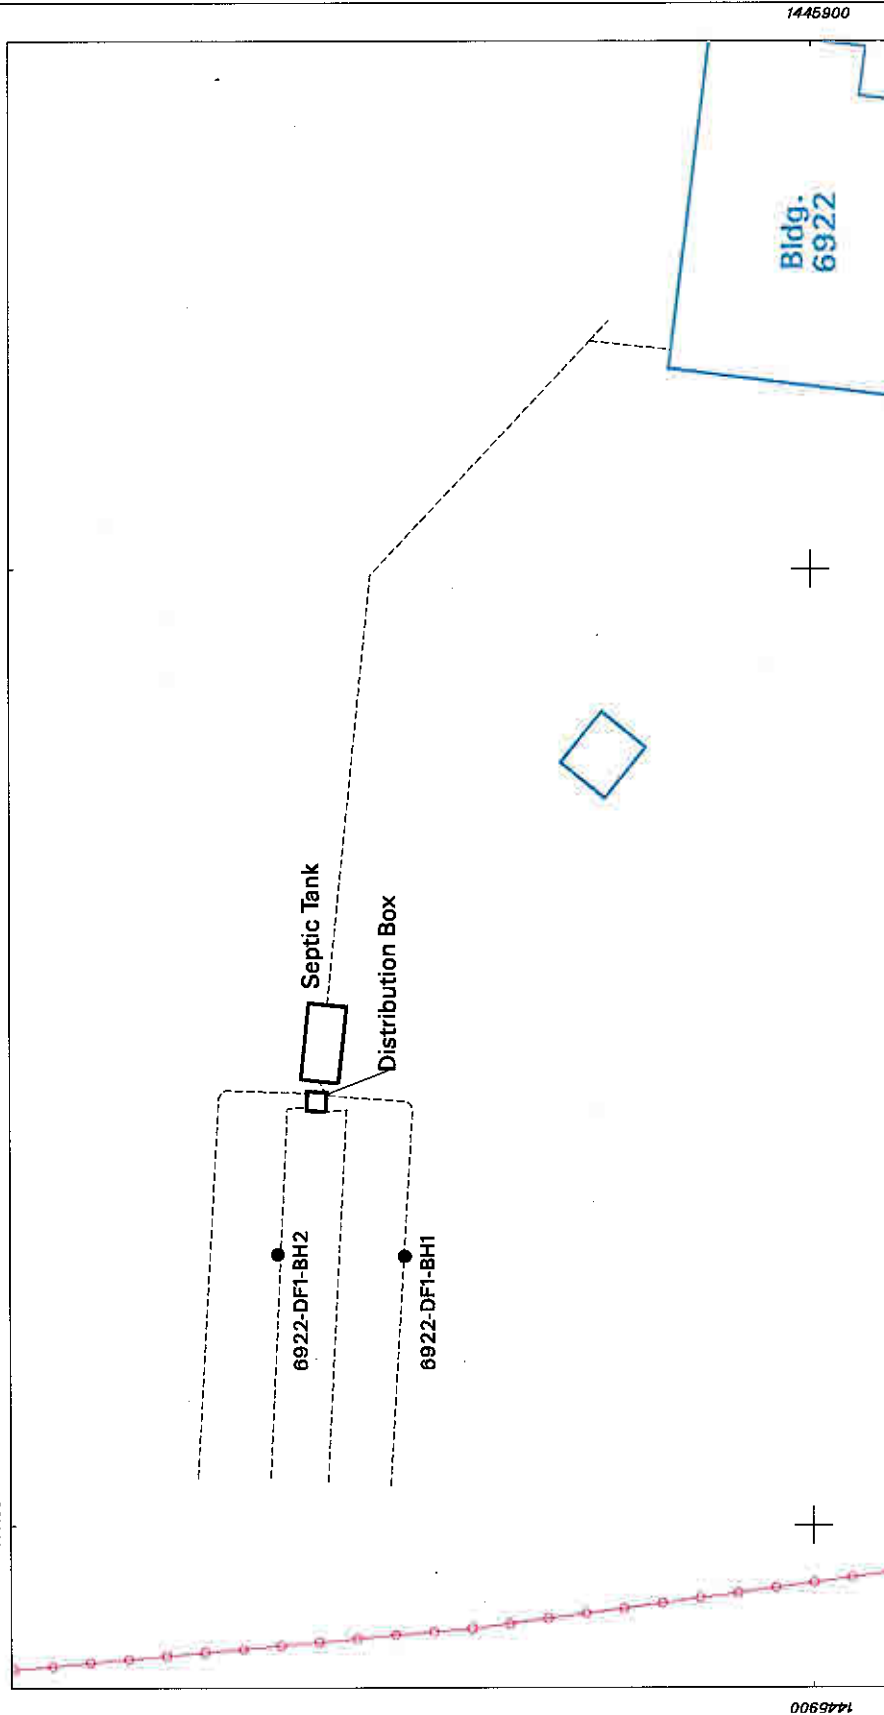 1445900
Bldg.
6922
Septic Tank
Distribution Box
6922-DF1-BH2
6922-DF1-BH1
1445900